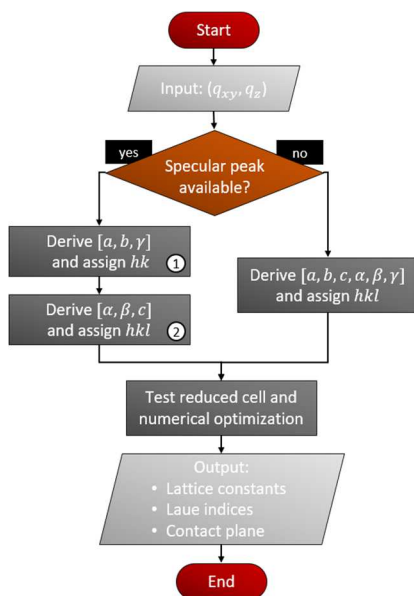 Start
Input: (q_xy, q_z)
yes
no
Specular peak
available?
Derive [a, b, γ]
and assign hk
1
Derive [a, b, c, α, β, γ]
and assign hkl
Derive [α, β, c]
and assign hkl
2
Test reduced cell and
numerical optimization
Output:
• Lattice constants
• Laue indices
• Contact plane
End